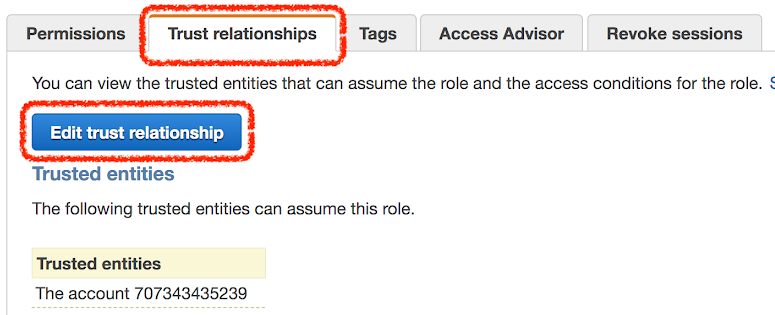 Permissions
Trust relationships
Tags
Access Advisor
Revoke sessions
You can view the trusted entities that can assume the role and the access conditions for the role.
Edit trust relationship
Trusted entities
The following trusted entities can assume this role.
Trusted entities
The account 707343435239